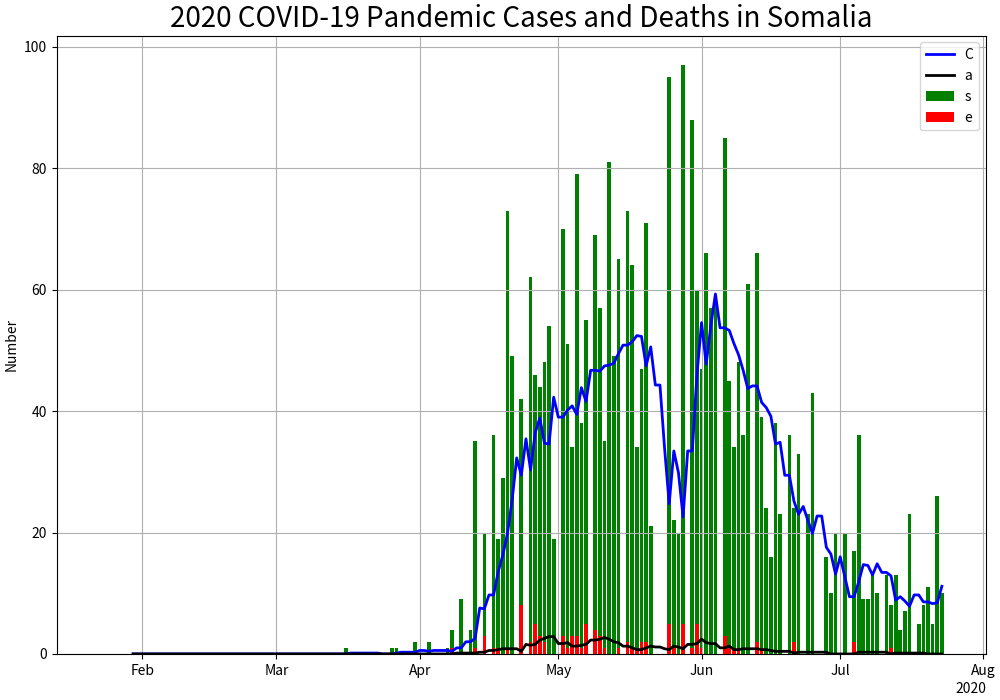 2020 COVID-19 Pandemic Cases and Deaths in Somalia
100
80
60
40
20
0
Number
C
a
s
e
Feb
Mar
Apr
May
Jun
Jul
Aug
2020